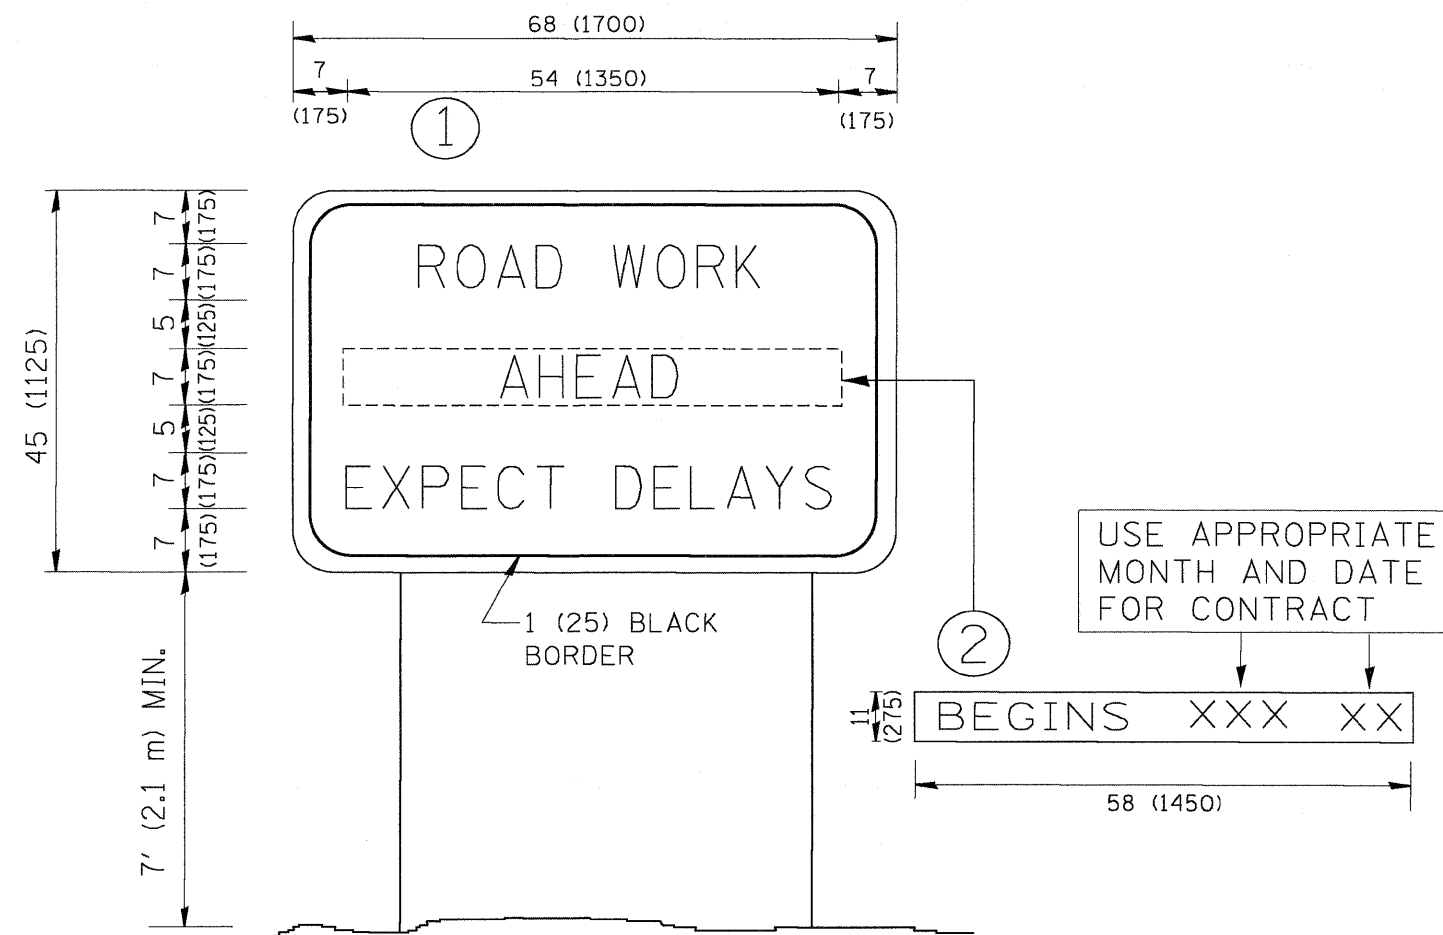 68 (1700)
7
54 (1350)
7
(175)
(175)
1
45 (1125)
7
(175)
7
(175)
5
(125)
7
(175)
5
(125)
7
(175)
7
(175)
ROAD WORK
AHEAD
EXPECT DELAYS
1 (25) BLACK
BORDER
7' (2.1 m) MIN.
2
USE APPROPRIATE
MONTH AND DATE
FOR CONTRACT
11
(275)
BEGINS XXX XX
58 (1450)